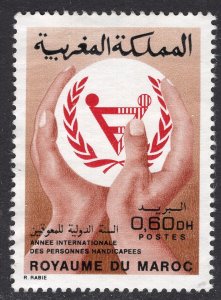 المملكة المغربية
البريد
0,60DH
POSTES
السنة الدولية للمعوقين
ANNEE INTERNATIONALE
DES PERSONNES HANDICAPEES
ROYAUME DU MAROC
R. RABIE